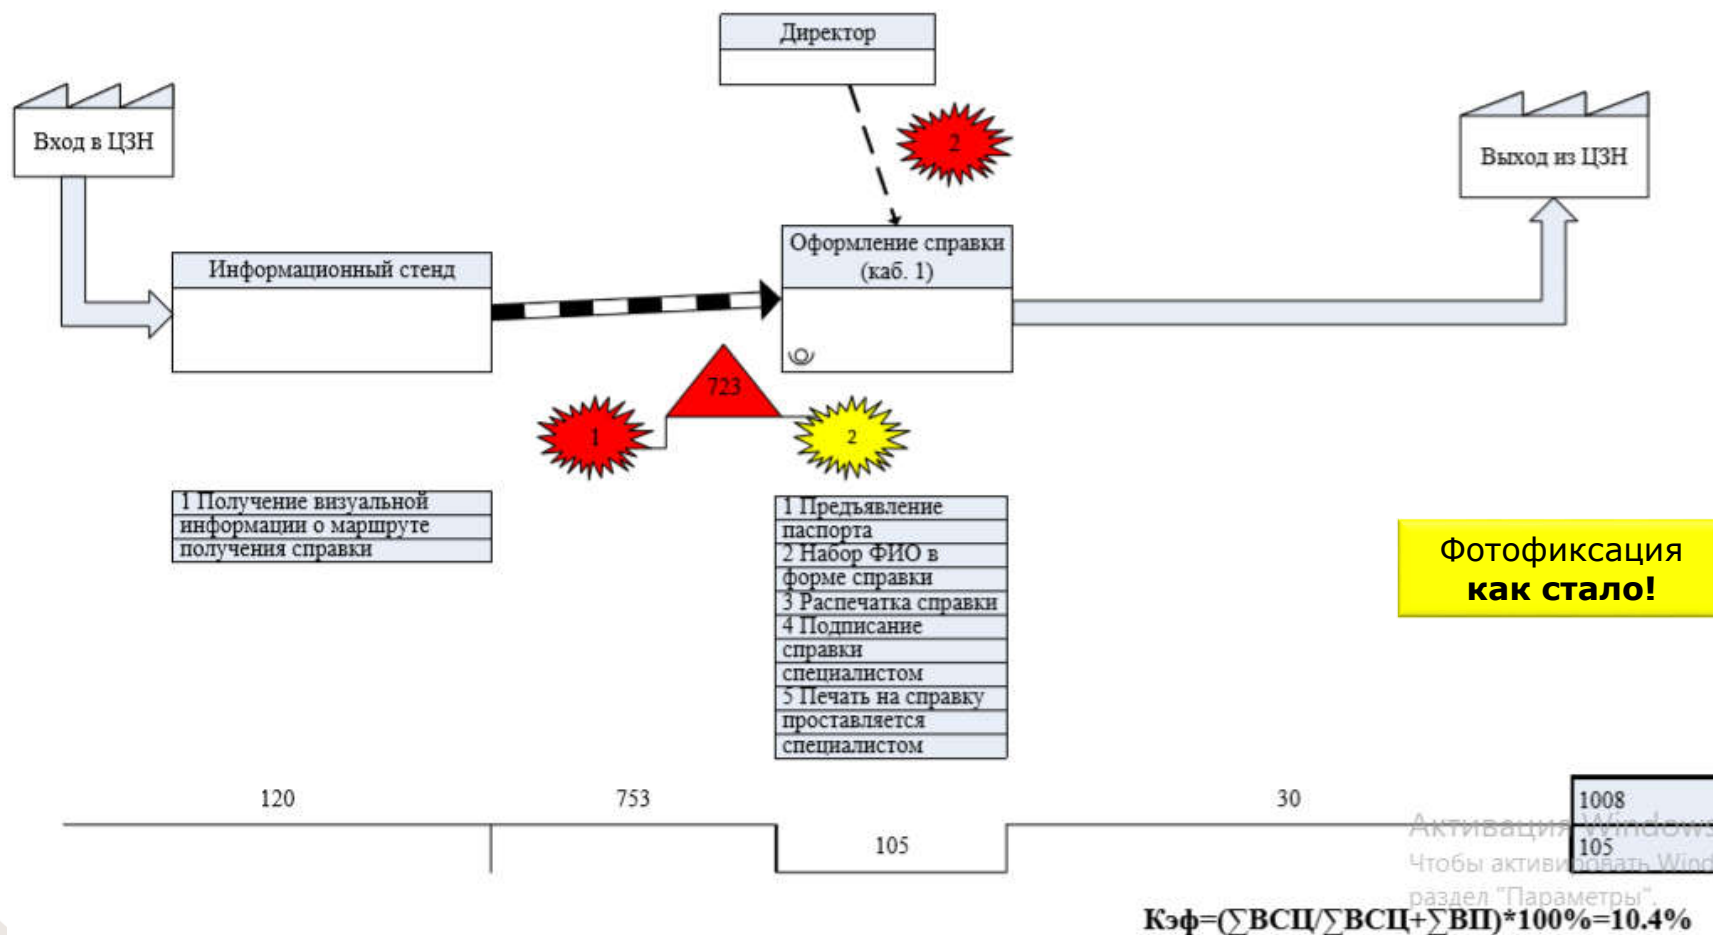 Директор
Вход в ЦЗН
2
Выход из ЦЗН
Информационный стенд
Оформление справки
(каб. 1)
723
1
2
1 Получение визуальной
информации о маршруте
получения справки
1 Предъявление
паспорта
2 Набор ФИО в
форме справки
3 Распечатка справки
4 Подписание
справки
специалистом
5 Печать на справку
проставляется
специалистом
Фотофиксация
как стало!
120
753
105
30
1008
105
Активация Windows
Чтобы активировать Wind
раздел "Параметры".
Кэф=(∑ВСЦ/∑ВСЦ+∑ВП)*100%=10.4%